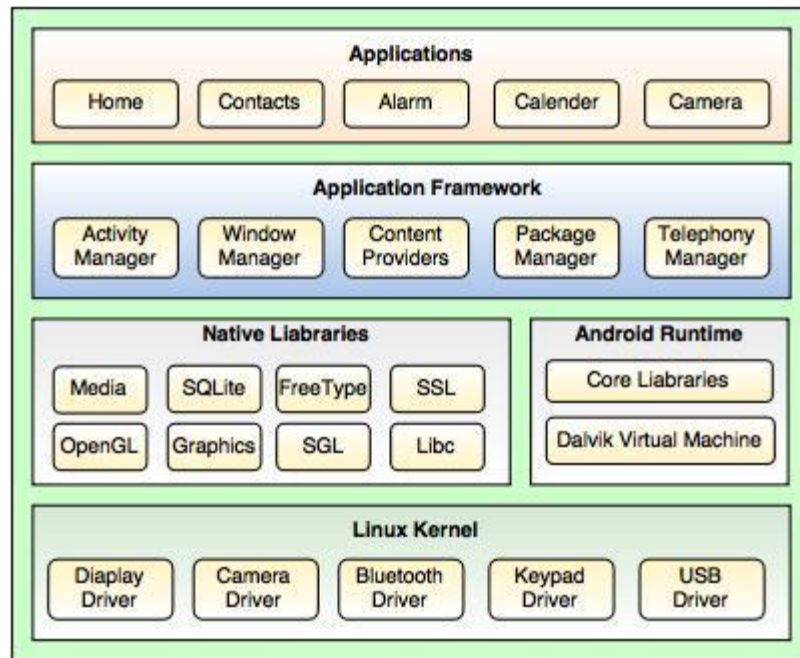 Applications
Home Contacts Alarm Calender Camera
Application Framework
Activity Manager
Window Manager
Content Providers
Package Manager
Telephony Manager
Native Liabraries
Media SQLite FreeType SSL
OpenGL Graphics SGL Libc
Android Runtime
Core Liabraries
Dalvik Virtual Machine
Linux Kernel
Diaplay Driver
Camera Driver
Bluetooth Driver
Keypad Driver
USB Driver